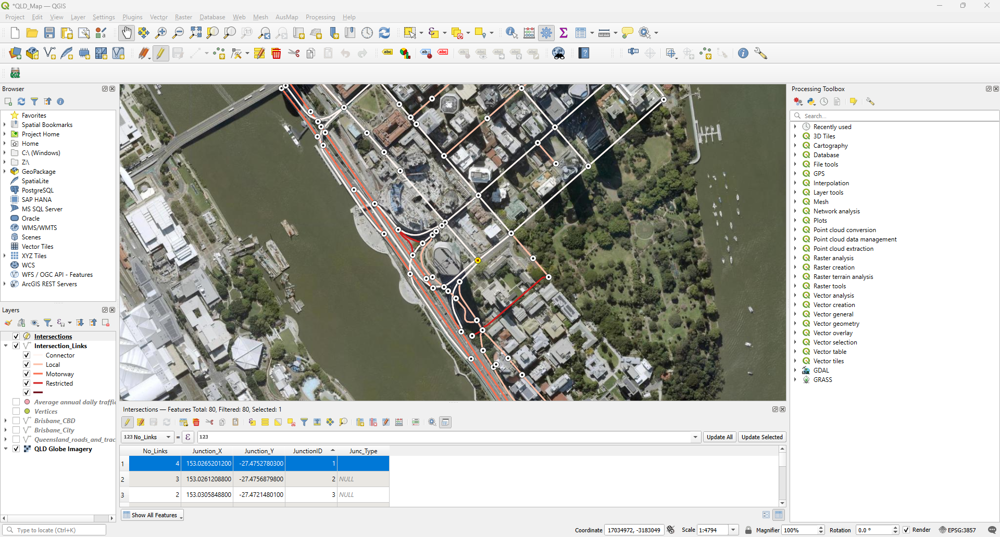 *QLD_Map — QGIS
Project Edit View Layer Settings Plugins Vector Raster Database Web Mesh AusMap Processing Help
Browser
Favorites
Spatial Bookmarks
Project Home
Home
C:\ (Windows)
Z:\
GeoPackage
SpatiaLite
PostgreSQL
SAP HANA
MS SQL Server
Oracle
WMS/WMTS
Scenes
Vector Tiles
XYZ Tiles
WCS
WFS / OGC API - Features
ArcGIS REST Servers
Layers
Intersections
Intersection_Links
Connector
Local
Motorway
Restricted
Average annual daily traffi
Vertices
Brisbane_CBD
Brisbane_City
Queensland_roads_and_trac
QLD Globe Imagery
Type to locate (Ctrl+K)
Intersections — Features Total: 80, Filtered: 80, Selected: 1
123 No_Links = ε 123 Update All Update Selected
No_Links Junction_X Junction_Y JunctionID Junc_Type
1 4 153.0265201200 -27.4752780300 1
2 3 153.0261208800 -27.4756879800 2 NULL
3 2 153.0305848800 -27.4721480100 3 NULL
Show All Features
Processing Toolbox
Search...
Recently used
3D Tiles
Cartography
Database
File tools
GPS
Interpolation
Layer tools
Mesh
Network analysis
Plots
Point cloud conversion
Point cloud data management
Point cloud extraction
Raster analysis
Raster creation
Raster terrain analysis
Raster tools
Vector analysis
Vector creation
Vector general
Vector geometry
Vector overlay
Vector selection
Vector table
Vector tiles
GDAL
GRASS
Coordinate 17034972, -3183049 Scale 1:4794 Magnifier 100% Rotation 0.0 ° Render EPSG:3857